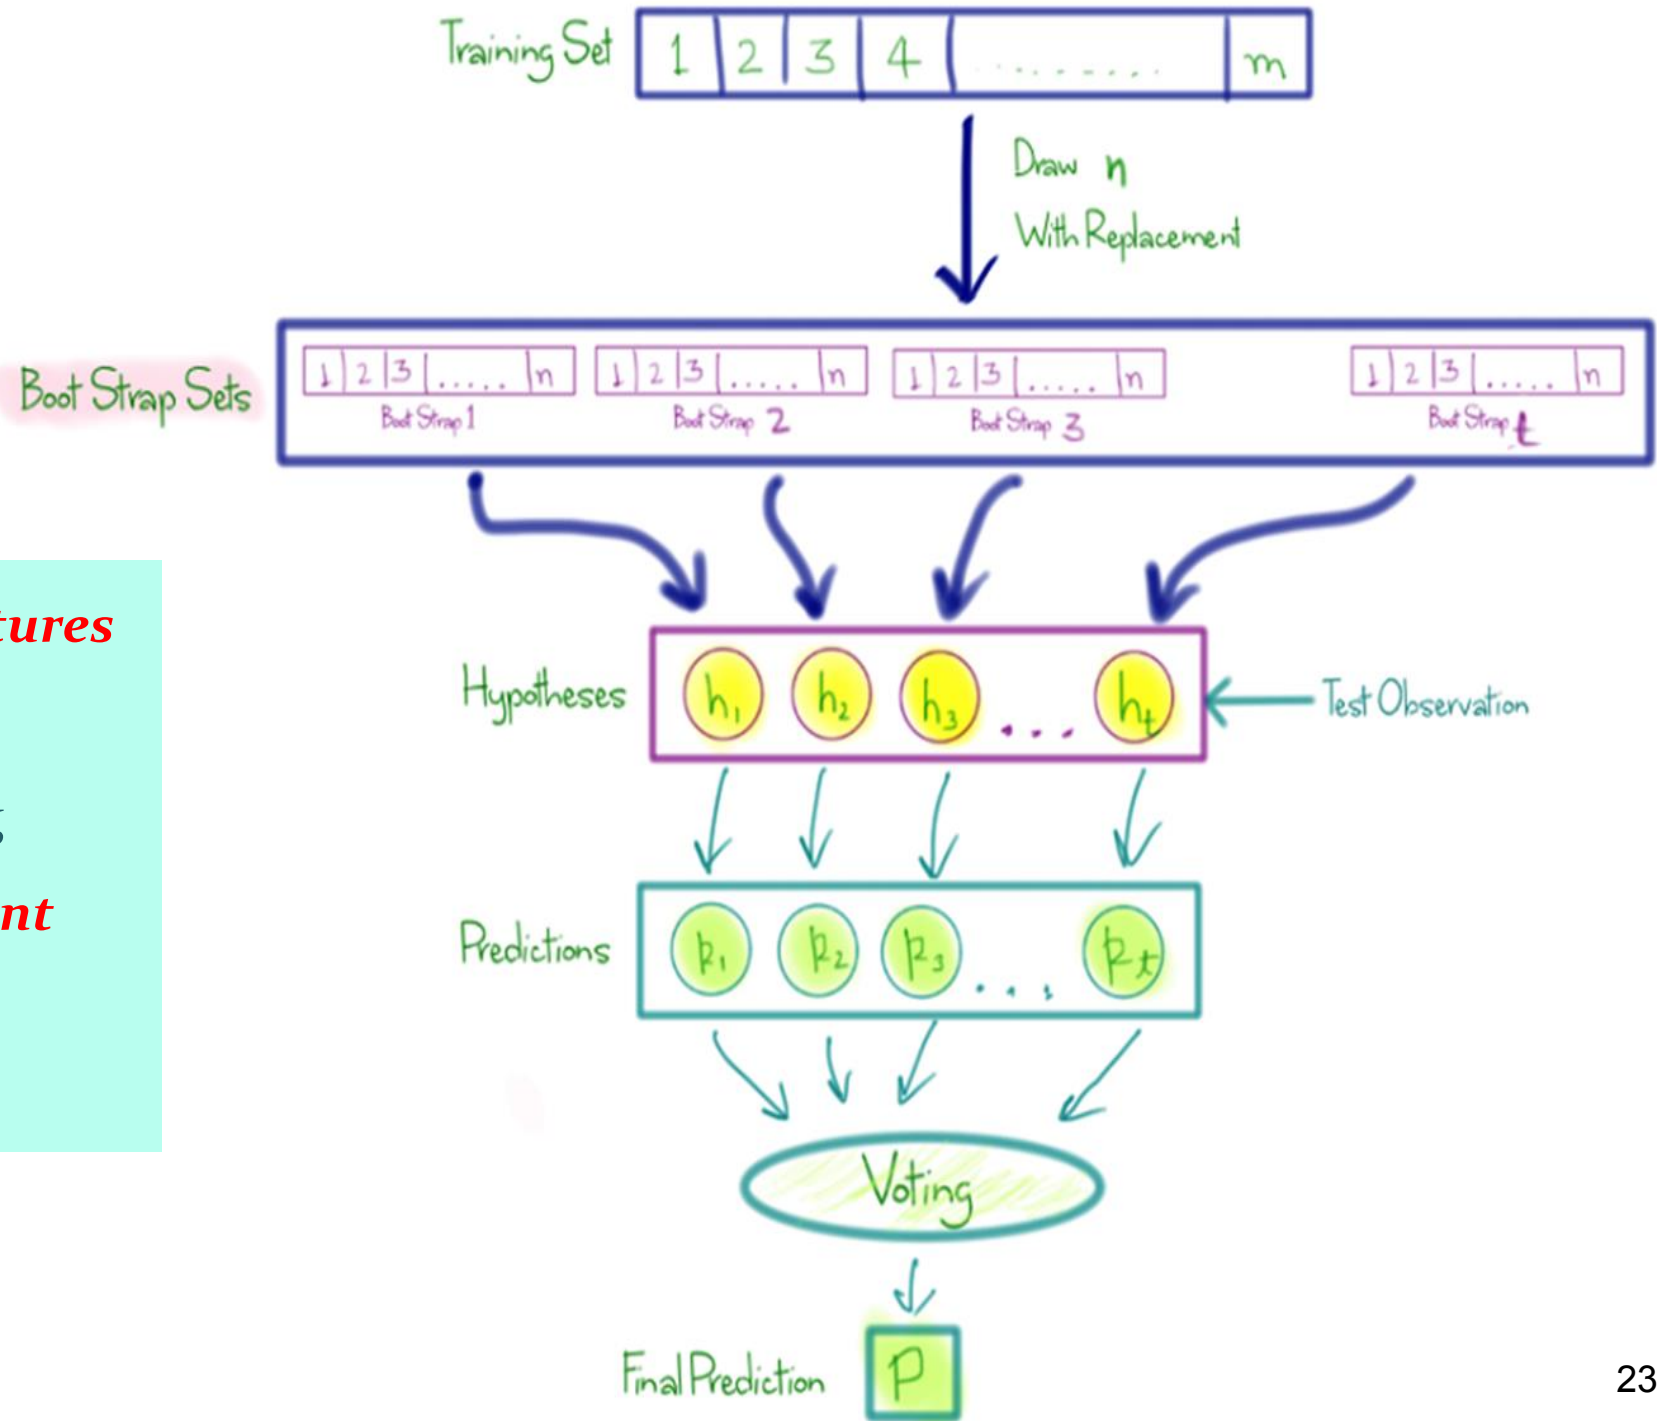 Training Set 1 2 3 4 ......... m
Draw n
With Replacement
Boot Strap Sets
1 2 3 ..... n
Boot Strap 1
1 2 3 ..... n
Boot Strap 2
1 2 3 ..... n
Boot Strap 3
1 2 3 ..... n
Boot Strap t
Hypotheses h1 h2 h3 ... ht Test Observation
Predictions p1 p2 p3 ... pt
Voting
Final Prediction P
23